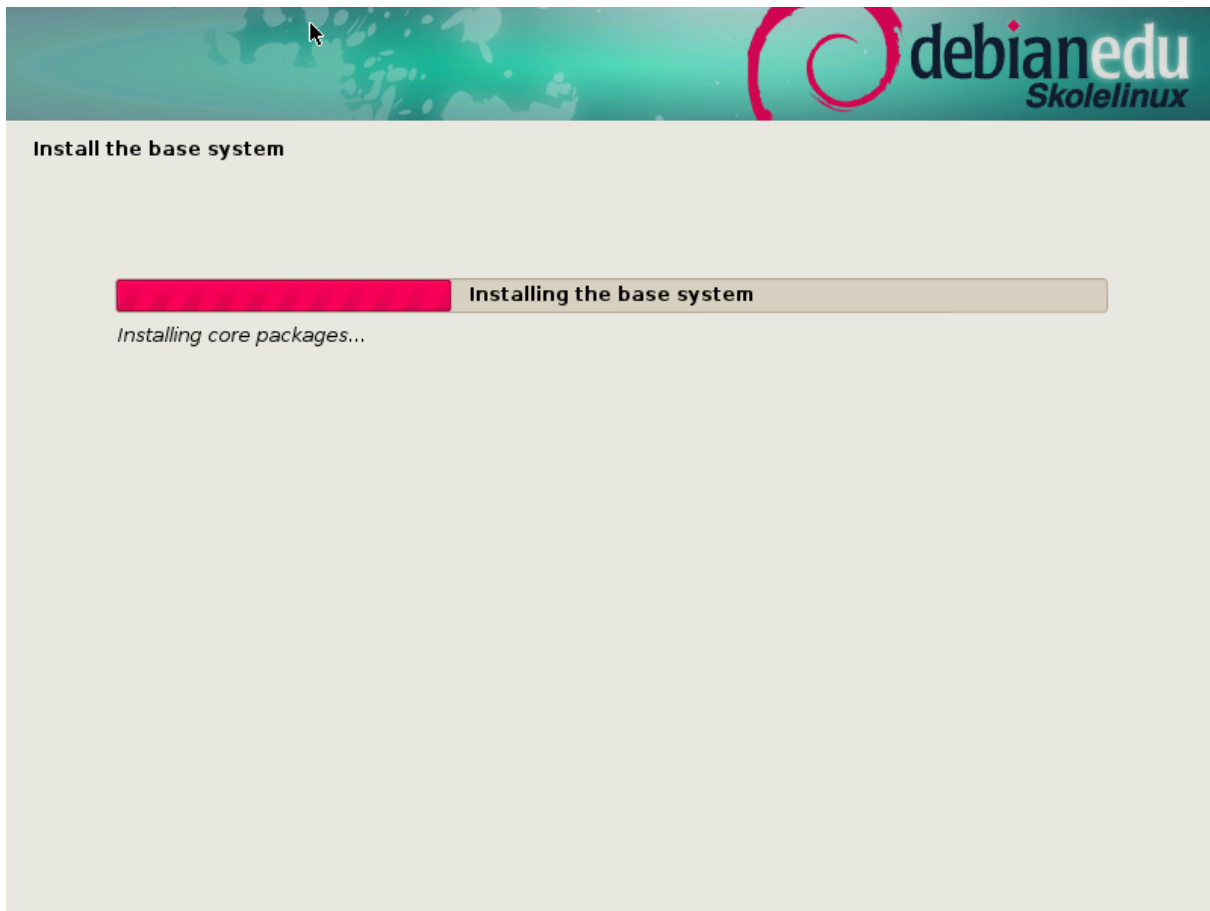 debianedu
Skolelinux
Install the base system
Installing the base system
Installing core packages...